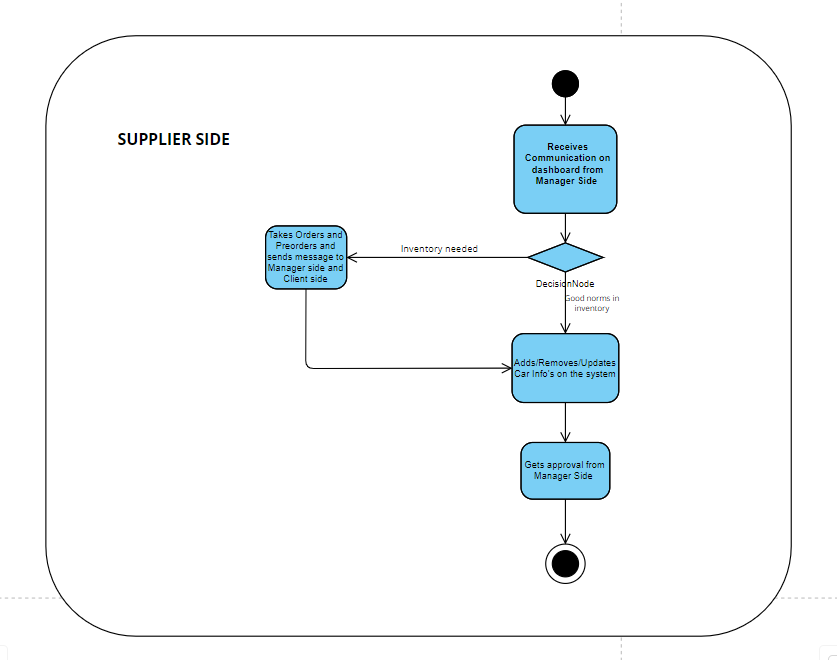 SUPPLIER SIDE
Receives
Communication on
dashboard from
Manager Side
Takes Orders and
Preorders and
sends message to
Manager side and
Client side
Inventory needed
DecisionNode
Good norms in
inventory
Adds/Removes/Updates
Car Info's on the system
Gets approval from
Manager Side